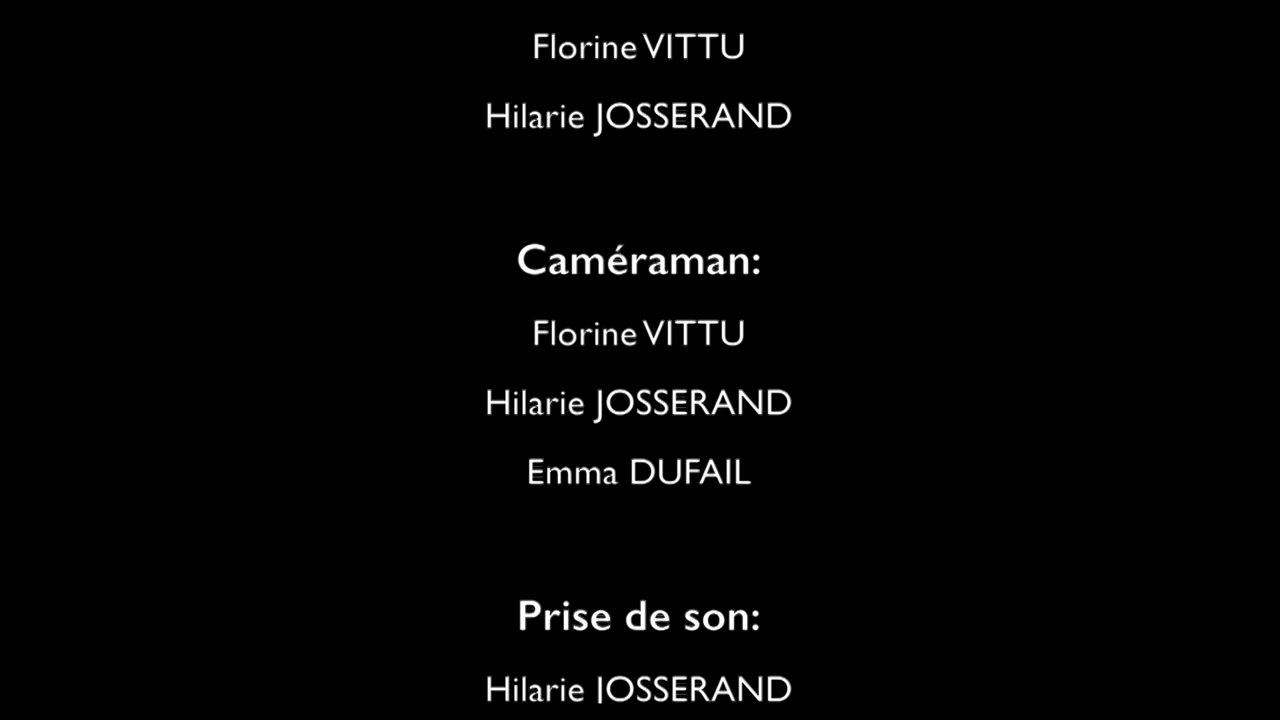 Florine VITTU
Hilarie JOSSERAND
Caméraman:
Florine VITTU
Hilarie JOSSERAND
Emma DUFAIL
Prise de son:
Hilarie JOSSERAND